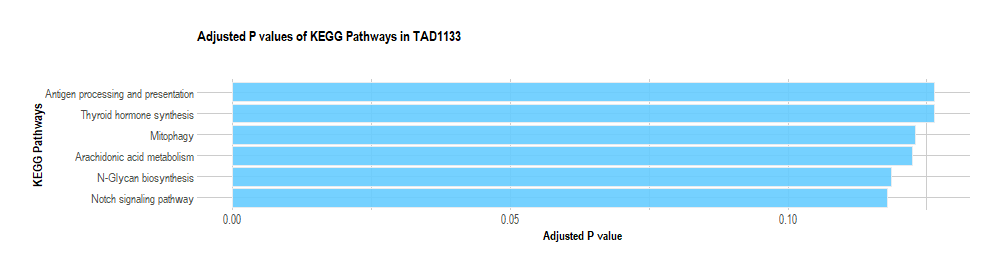 Adjusted P values of KEGG Pathways in TAD1133
KEGG Pathways
Antigen processing and presentation
Thyroid hormone synthesis
Mitophagy
Arachidonic acid metabolism
N-Glycan biosynthesis
Notch signaling pathway
0.00 0.05 0.10
Adjusted P value